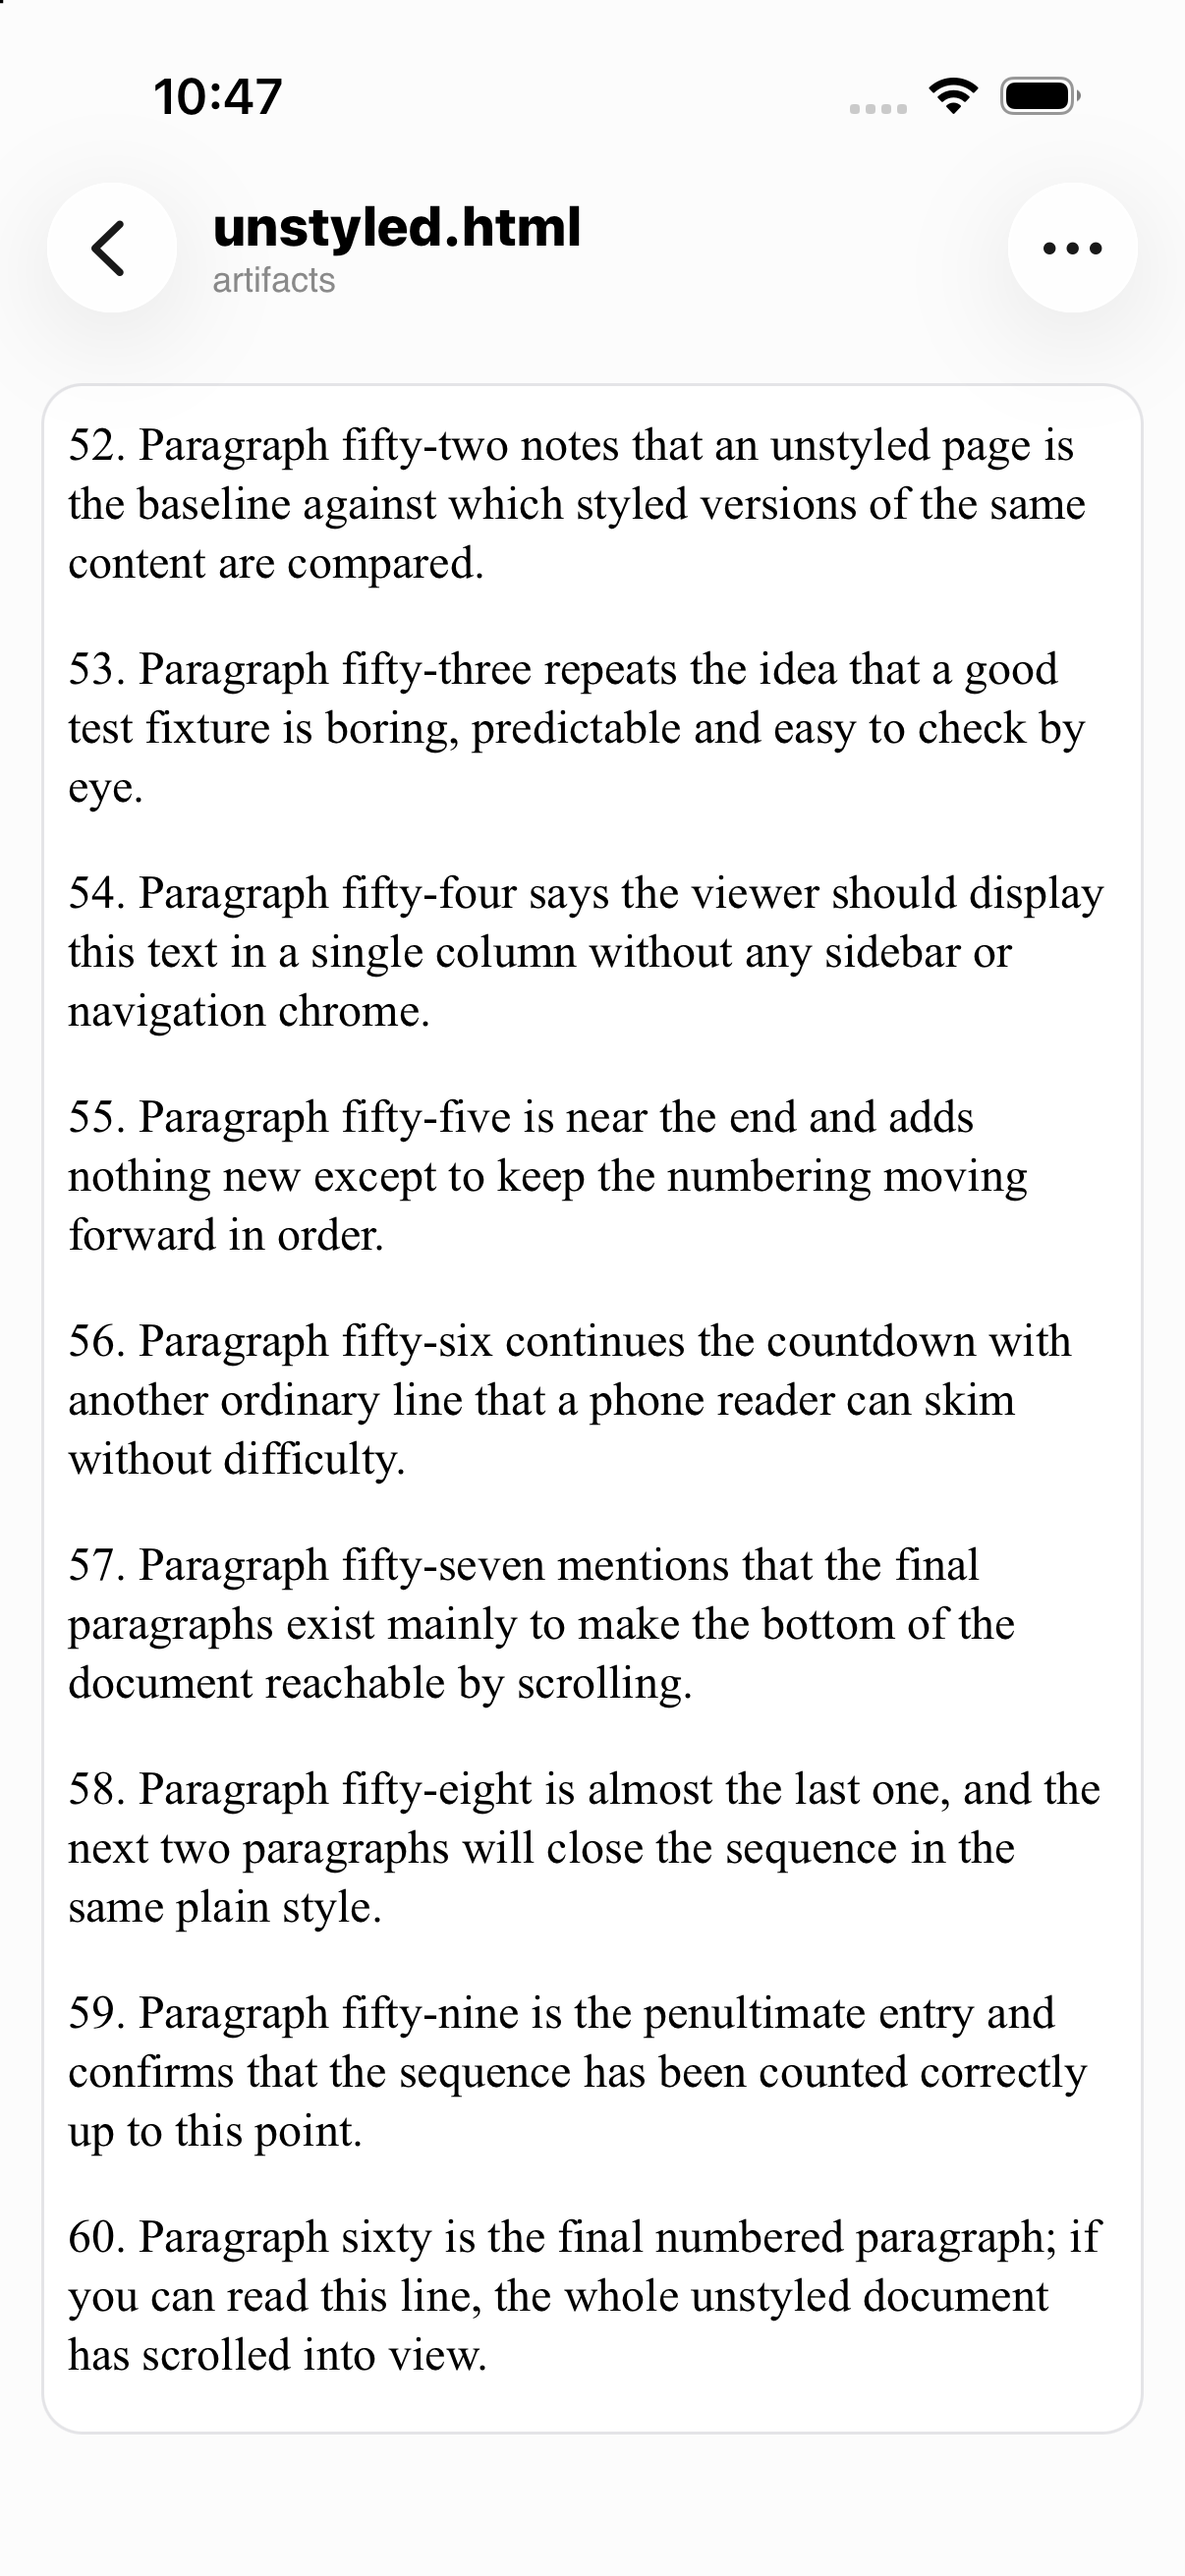 10:47
unstyled.html
artifacts
52. Paragraph fifty-two notes that an unstyled page is
the baseline against which styled versions of the same
content are compared.
53. Paragraph fifty-three repeats the idea that a good
test fixture is boring, predictable and easy to check by
eye.
54. Paragraph fifty-four says the viewer should display
this text in a single column without any sidebar or
navigation chrome.
55. Paragraph fifty-five is near the end and adds
nothing new except to keep the numbering moving
forward in order.
56. Paragraph fifty-six continues the countdown with
another ordinary line that a phone reader can skim
without difficulty.
57. Paragraph fifty-seven mentions that the final
paragraphs exist mainly to make the bottom of the
document reachable by scrolling.
58. Paragraph fifty-eight is almost the last one, and the
next two paragraphs will close the sequence in the
same plain style.
59. Paragraph fifty-nine is the penultimate entry and
confirms that the sequence has been counted correctly
up to this point.
60. Paragraph sixty is the final numbered paragraph; if
you can read this line, the whole unstyled document
has scrolled into view.